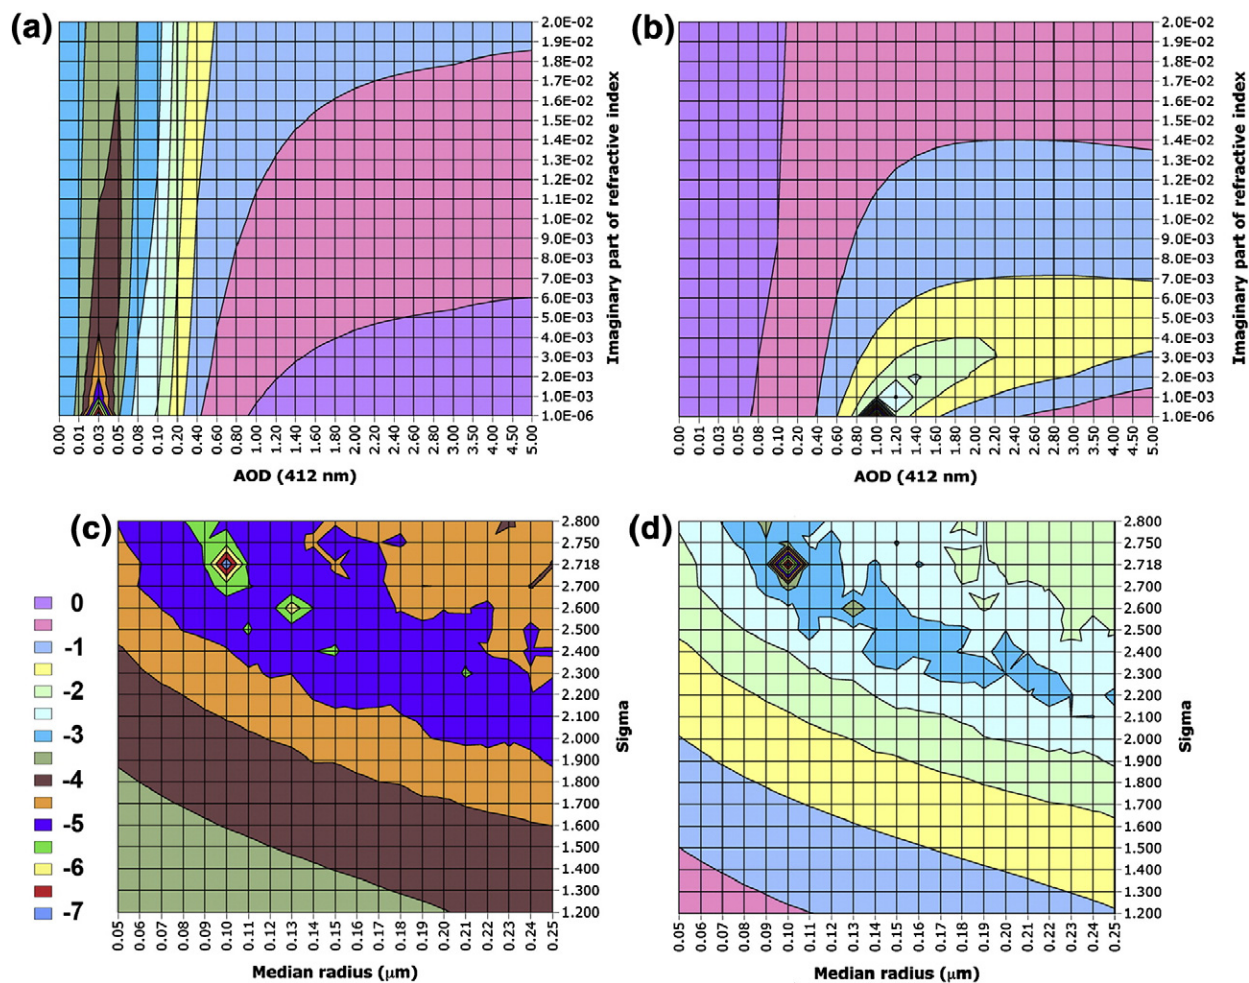 (a)
2.0E-02
1.9E-02
1.8E-02
1.7E-02
1.6E-02
1.5E-02
1.4E-02
1.3E-02
1.2E-02
1.1E-02
1.0E-02
9.0E-03
8.0E-03
7.0E-03
6.0E-03
5.0E-03
4.0E-03
3.0E-03
2.0E-03
1.0E-03
1.0E-06
Imaginary part of refractive index
0.00 0.01 0.03 0.05 0.08 0.10 0.20 0.40 0.60 0.80 1.00 1.20 1.40 1.60 1.80 2.00 2.20 2.40 2.60 2.80 3.00 3.50 4.00 4.50 5.00
AOD (412 nm)
(b)
2.0E-02
1.9E-02
1.8E-02
1.7E-02
1.6E-02
1.5E-02
1.4E-02
1.3E-02
1.2E-02
1.1E-02
1.0E-02
9.0E-03
8.0E-03
7.0E-03
6.0E-03
5.0E-03
4.0E-03
3.0E-03
2.0E-03
1.0E-03
1.0E-06
Imaginary part of refractive index
0.00 0.01 0.03 0.05 0.08 0.10 0.20 0.40 0.60 0.80 1.00 1.20 1.40 1.60 1.80 2.00 2.20 2.40 2.60 2.80 3.00 3.50 4.00 4.50 5.00
AOD (412 nm)
0
-1
-2
-3
-4
-5
-6
-7
(c)
2.800
2.750
2.718
2.700
2.600
2.500
2.400
2.300
2.200
2.100
2.000
1.900
1.800
1.700
1.600
1.500
1.400
1.300
1.200
Sigma
0.05 0.06 0.07 0.08 0.09 0.10 0.11 0.12 0.13 0.14 0.15 0.16 0.17 0.18 0.19 0.20 0.21 0.22 0.23 0.24 0.25
Median radius (μm)
(d)
2.800
2.750
2.718
2.700
2.600
2.500
2.400
2.300
2.200
2.100
2.000
1.900
1.800
1.700
1.600
1.500
1.400
1.300
1.200
Sigma
0.05 0.06 0.07 0.08 0.09 0.10 0.11 0.12 0.13 0.14 0.15 0.16 0.17 0.18 0.19 0.20 0.21 0.22 0.23 0.24 0.25
Median radius (μm)